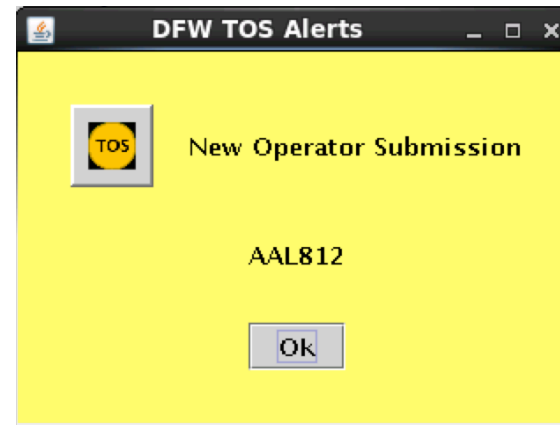 DFW TOS Alerts
TOS
New Operator Submission
AAL812
Ok